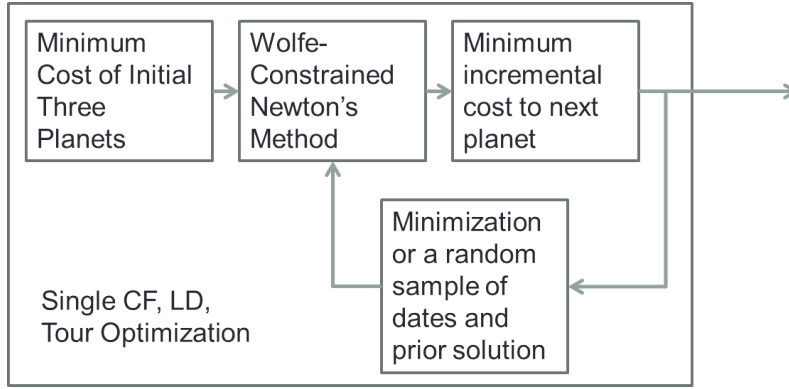 Minimum
Cost of Initial
Three
Planets
Wolfe-
Constrained
Newton's
Method
Minimum
incremental
cost to next
planet
Minimization
or a random
sample of
dates and
prior solution
Single CF, LD,
Tour Optimization